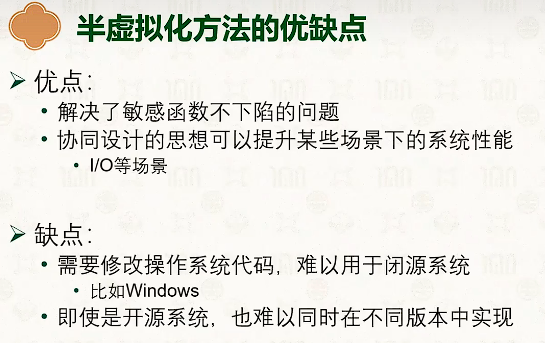 半虚拟化方法的优缺点
➢ 优点：
• 解决了敏感函数不下陷的问题
• 协同设计的思想可以提升某些场景下的系统性能
• I/O等场景
➢ 缺点：
• 需要修改操作系统代码，难以用于闭源系统
• 比如Windows
• 即使是开源系统，也难以同时在不同版本中实现